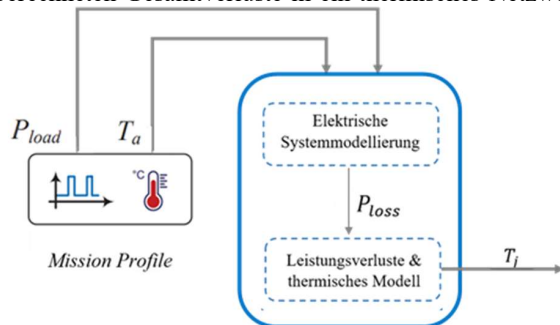 P_load T_a
°C
Mission Profile
Elektrische
Systemmodellierung
P_loss
Leistungsverluste &
thermisches Modell
T_j